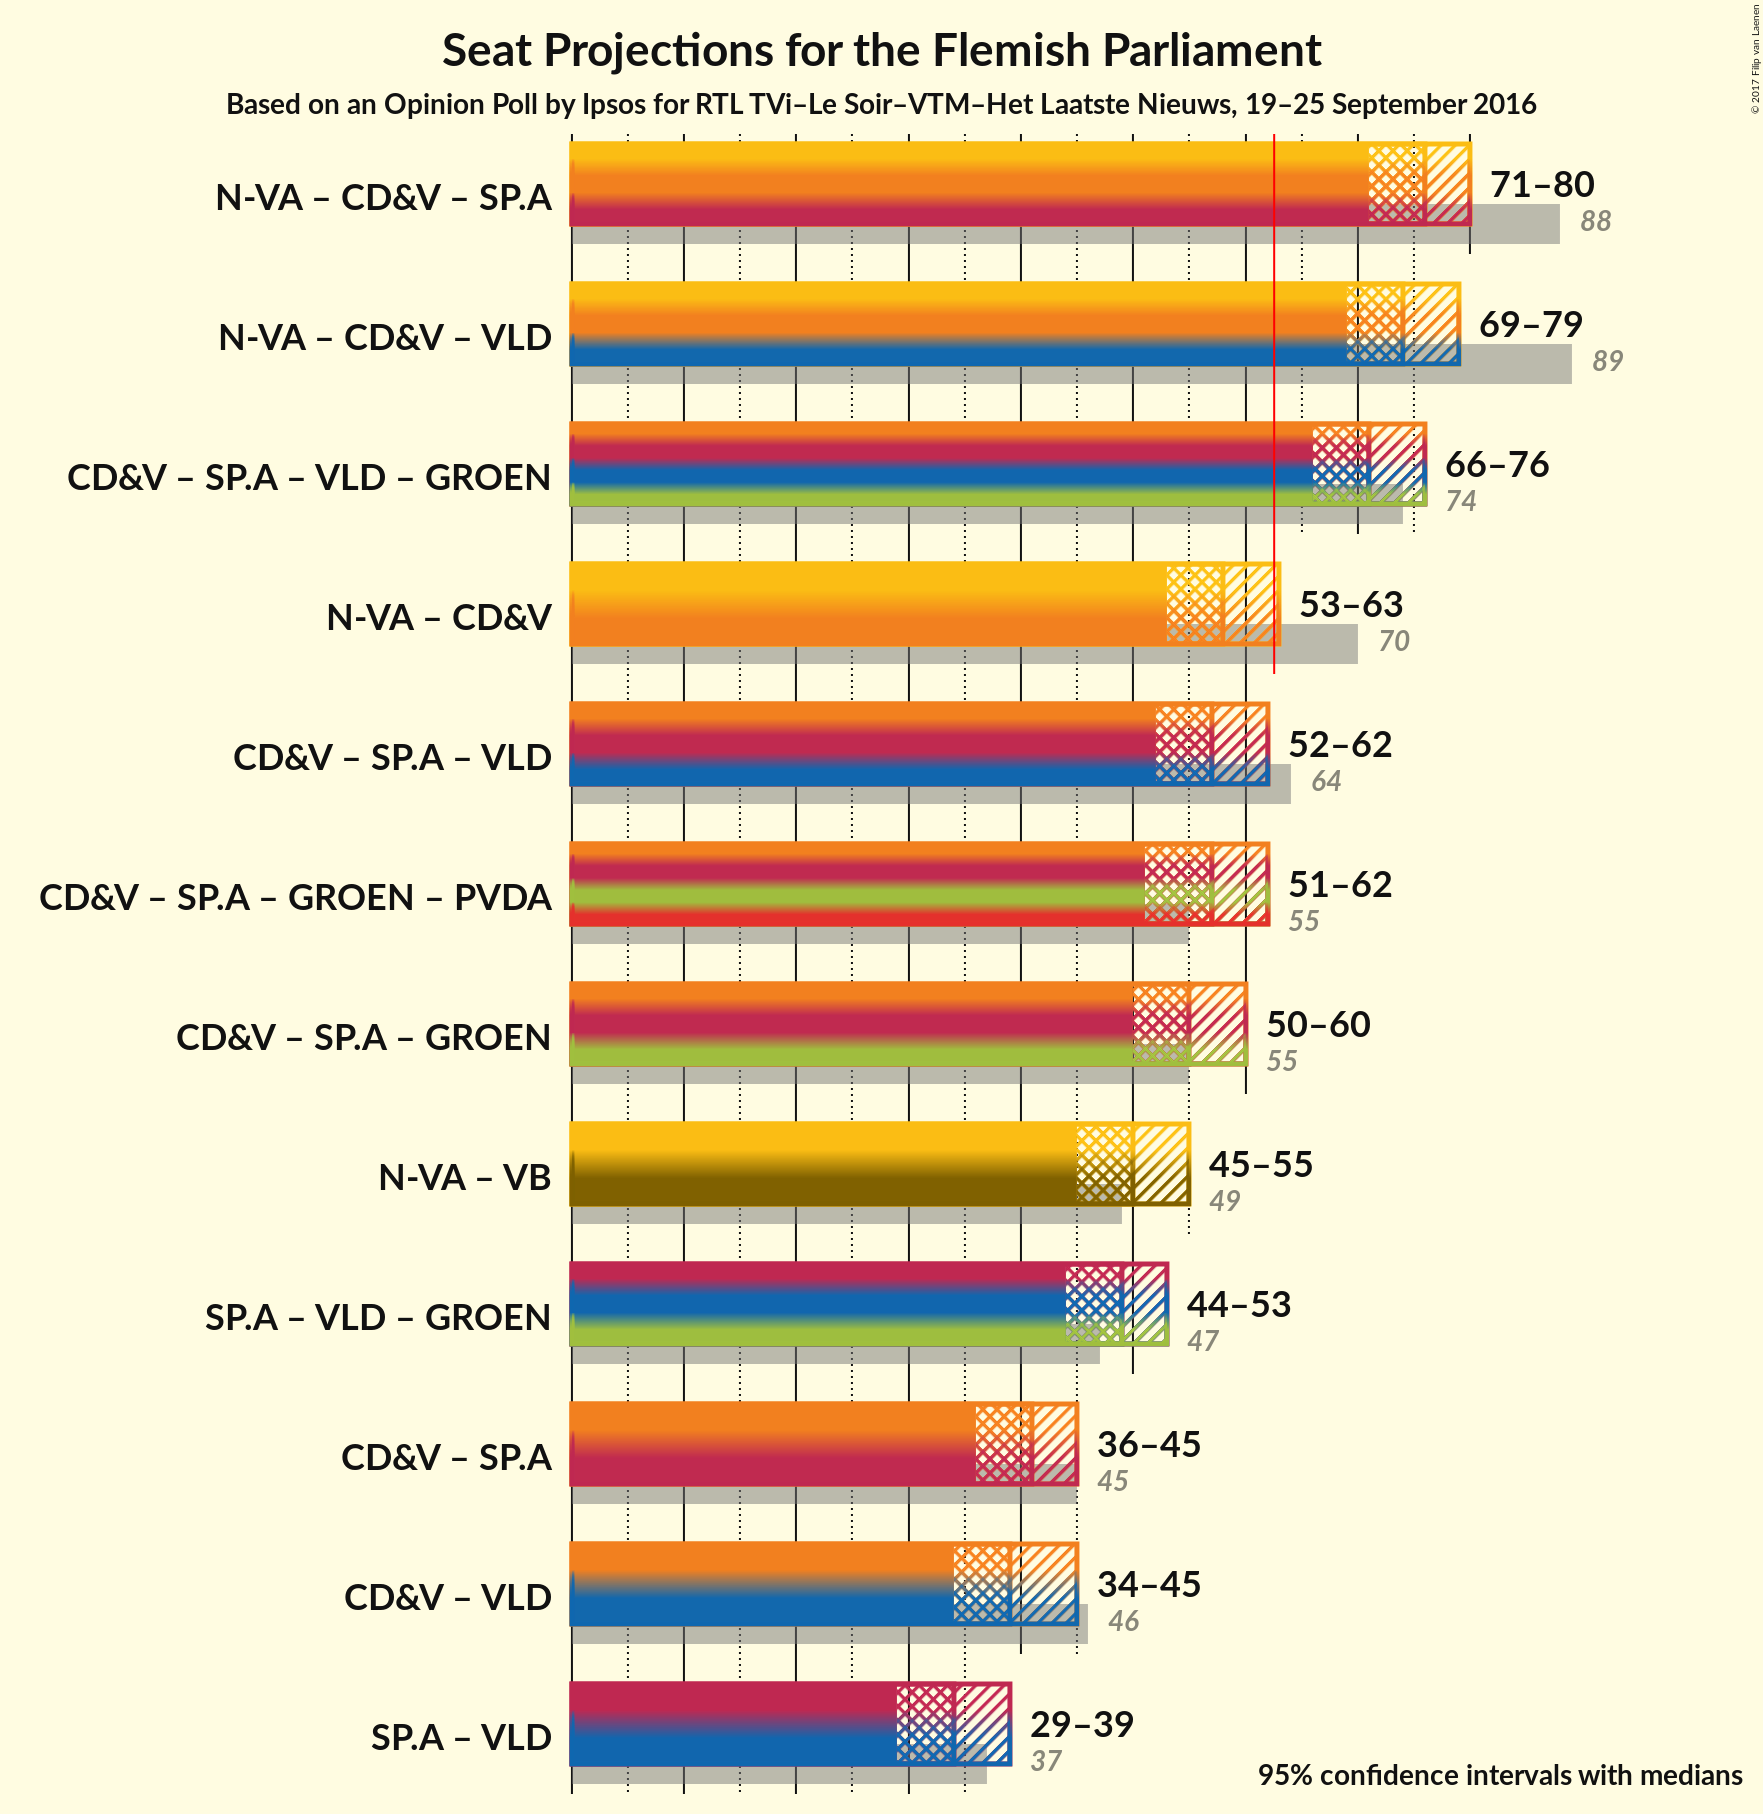 Seat Projections for the Flemish Parliament
Based on an Opinion Poll by Ipsos for RTL TVi–Le Soir–VTM–Het Laatste Nieuws, 19–25 September 2016
© 2017 Filip van Laenen
N-VA – CD&V – SP.A
71–80
88
N-VA – CD&V – VLD
69–79
89
CD&V – SP.A – VLD – GROEN
66–76
74
N-VA – CD&V
53–63
70
CD&V – SP.A – VLD
52–62
64
CD&V – SP.A – GROEN – PVDA
51–62
55
CD&V – SP.A – GROEN
50–60
55
N-VA – VB
45–55
49
SP.A – VLD – GROEN
44–53
47
CD&V – SP.A
36–45
45
CD&V – VLD
34–45
46
SP.A – VLD
29–39
37
95% confidence intervals with medians